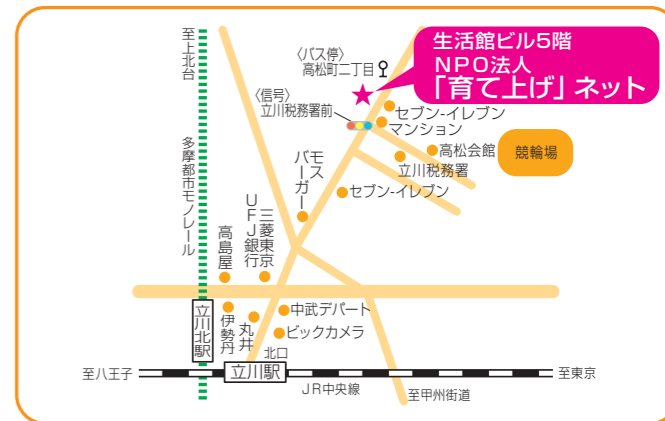 至上北台
多摩都市モノレール
〈バス停〉
高松町二丁目
生活館ビル5階
NPO法人
「育て上げ」ネット
〈信号〉
立川税務署前
セブン-イレブン
マンション
高松会館
競輪場
立川税務署
セブン-イレブン
モス
バーガー
三菱東京
UFJ銀行
高島屋
立川北駅
伊勢丹
丸井
中武デパート
ビックカメラ
北口
至八王子
立川駅
JR中央線
至甲州街道
至東京